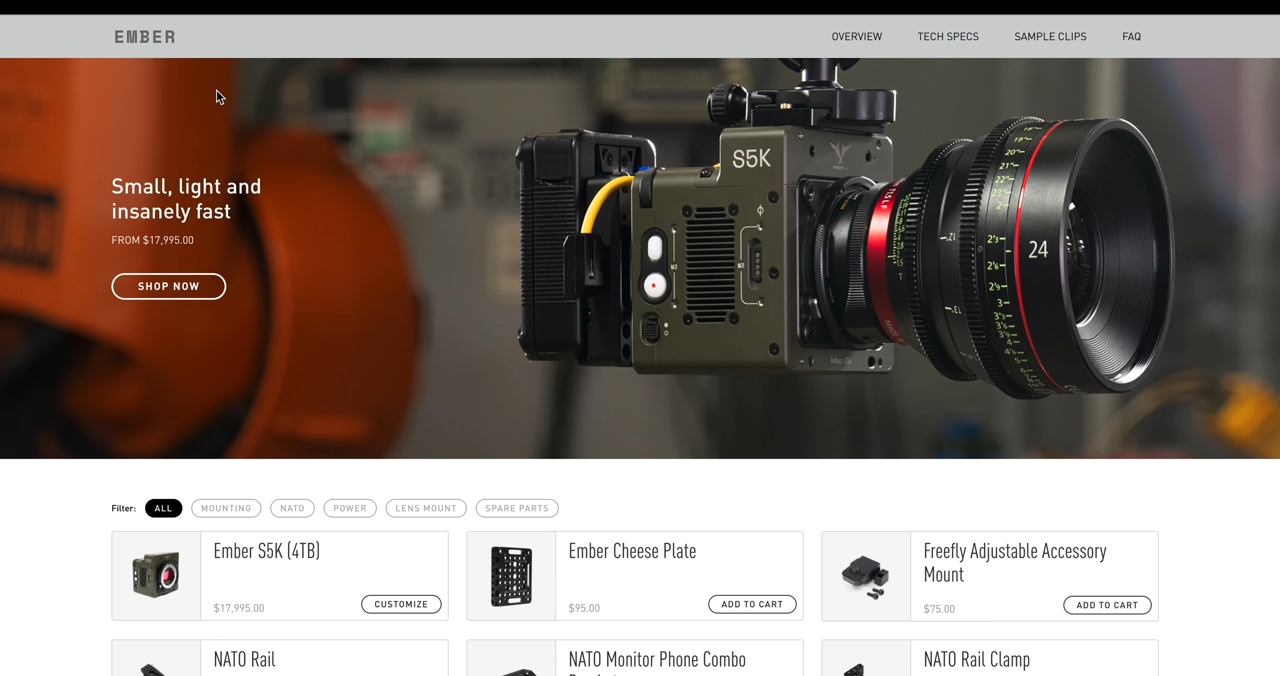 EMBER
OVERVIEW
TECH SPECS
SAMPLE CLIPS
FAQ
Small, light and
insanely fast
FROM $17,995.00
SHOP NOW
S5K
24
Filter:
ALL
MOUNTING
NATO
POWER
LENS MOUNT
SPARE PARTS
Ember S5K (4TB)
$17,995.00
CUSTOMIZE
Ember Cheese Plate
$95.00
ADD TO CART
Freefly Adjustable Accessory
Mount
$75.00
ADD TO CART
NATO Rail
NATO Monitor Phone Combo
NATO Rail Clamp